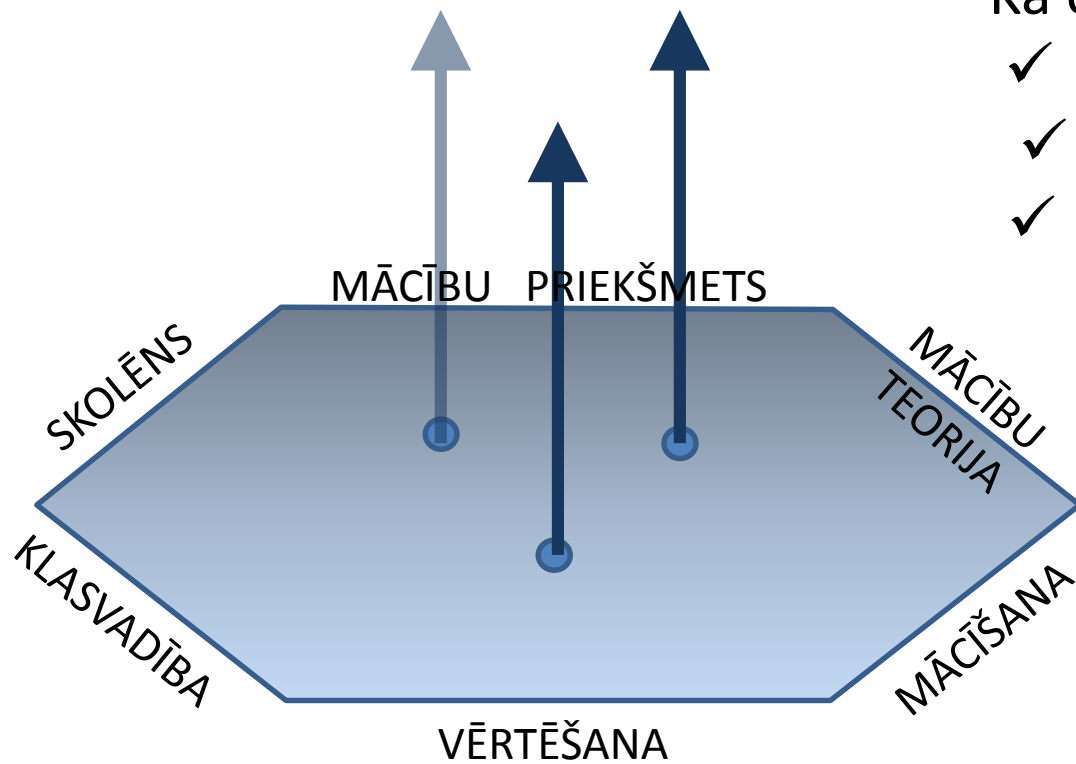 MĀCĪBU PRIEKŠMETS
SKOLĒNS
MĀCĪBU
TEORIJA
KLASVADĪBA
MĀCĪŠANA
VĒRTĒŠANA